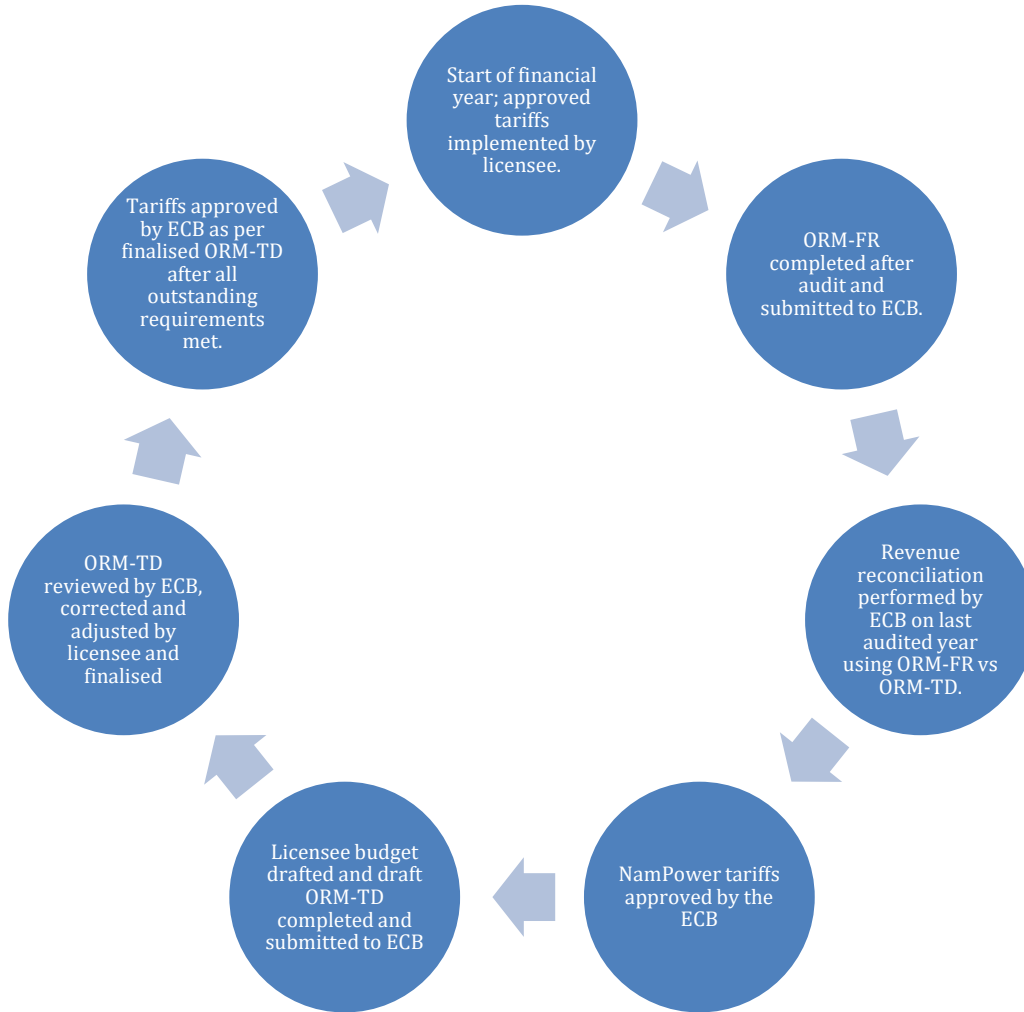 Start of financial
year; approved
tariffs
implemented by
licensee.
ORM-FR
completed after
audit and
submitted to ECB.
Revenue
reconciliation
performed by
ECB on last
audited year
using ORM-FR vs
ORM-TD.
NamPower tariffs
approved by the
ECB
Licensee budget
drafted and draft
ORM-TD
completed and
submitted to ECB
ORM-TD
reviewed by ECB,
corrected and
adjusted by
licensee and
finalised
Tariffs approved
by ECB as per
finalised ORM-TD
after all
outstanding
requirements
met.